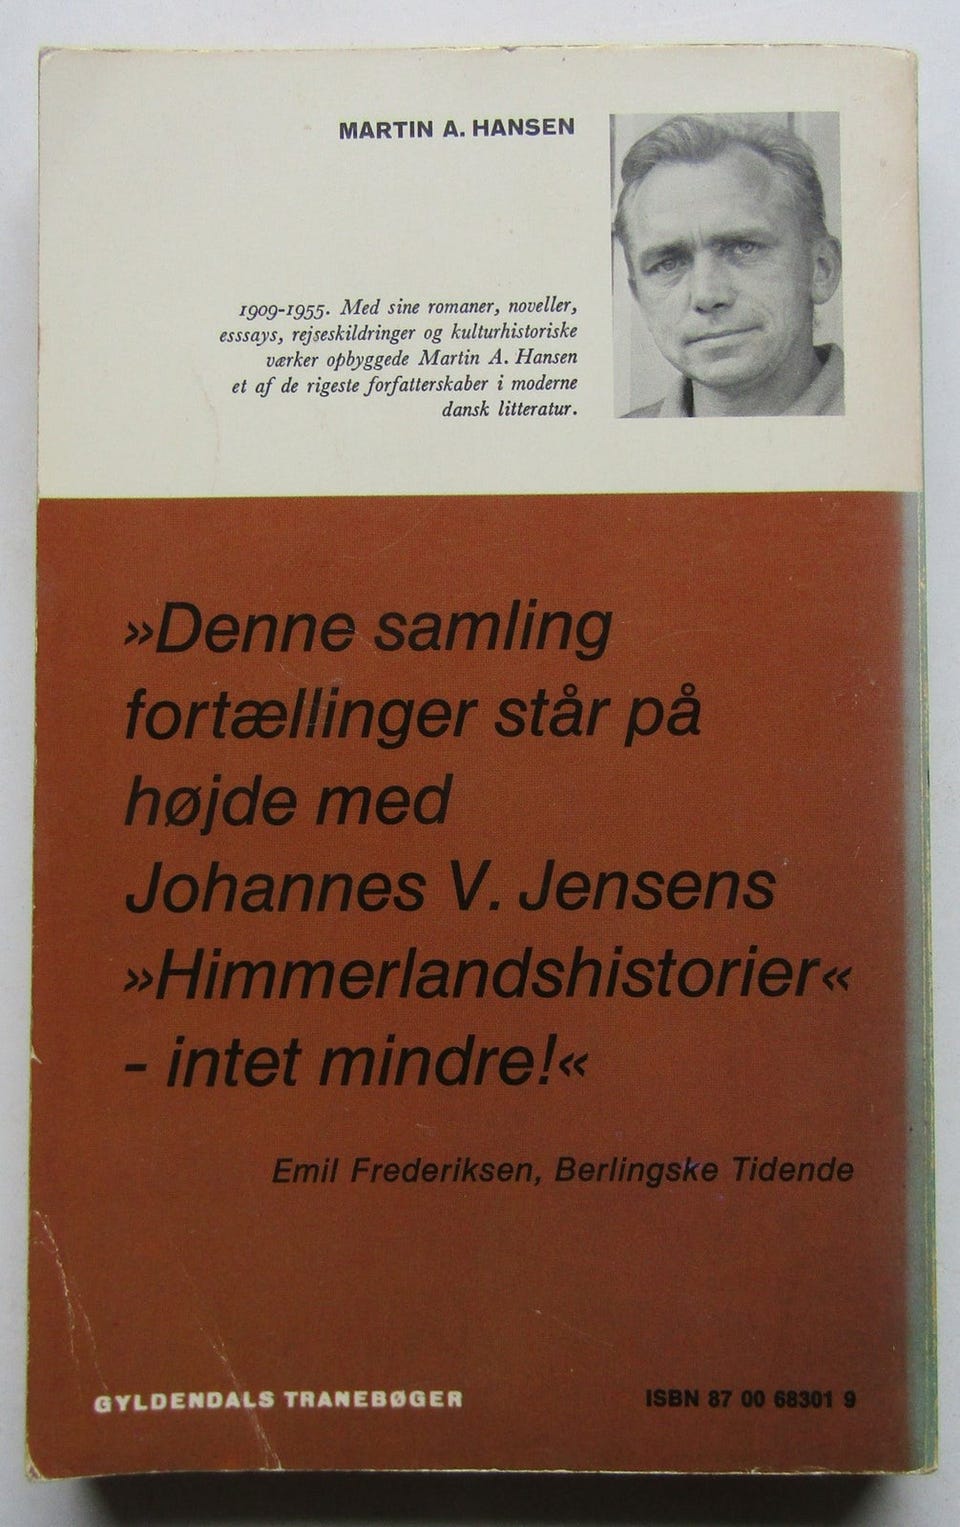 MARTIN A. HANSEN
1909-1955. Med sine romaner, noveller,
esssays, rejseskildringer og kulturhistoriske
værker opbyggede Martin A. Hansen
et af de rigeste forfatterskaber i moderne
dansk litteratur.
»Denne samling
fortællinger står på
højde med
Johannes V. Jensens
»Himmerlandshistorier«
- intet mindre!«
Emil Frederiksen, Berlingske Tidende
GYLDENDALS TRANEBØGER
ISBN 87 00 68301 9